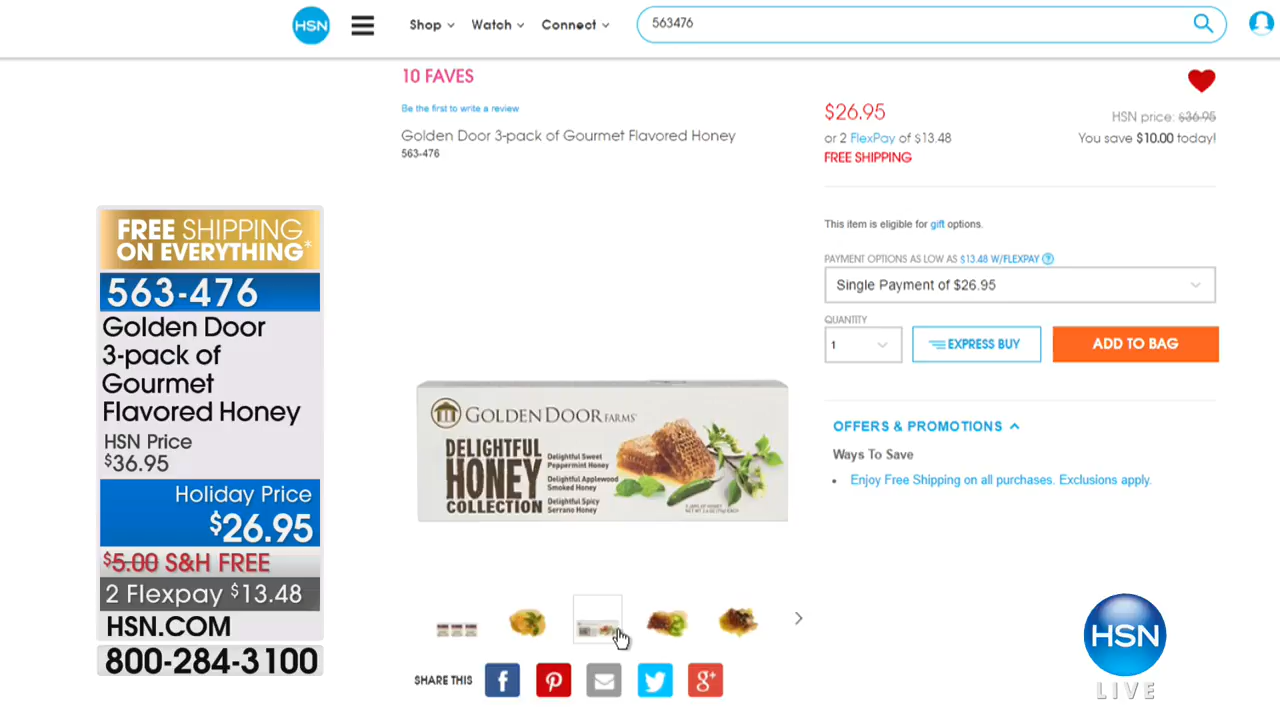 HSN
Shop
Watch
Connect
563476
10 FAVES
Be the first to write a review
Golden Door 3-pack of Gourmet Flavored Honey
563-476
$26.95
HSN price: $36.95
or 2 FlexPay of $13.48
You save $10.00 today!
FREE SHIPPING
This item is eligible for gift options.
PAYMENT OPTIONS AS LOW AS $13.48 W/FLEXPAY ?
Single Payment of $26.95
QUANTITY
1
EXPRESS BUY
ADD TO BAG
OFFERS & PROMOTIONS
Ways To Save
• Enjoy Free Shipping on all purchases. Exclusions apply.
FREE SHIPPING
ON EVERYTHING*
563-476
Golden Door
3-pack of
Gourmet
Flavored Honey
HSN Price
$36.95
Holiday Price
$26.95
$5.00 S&H FREE
2 Flexpay $13.48
HSN.COM
800-284-3100
GOLDEN DOOR FARMS
DELIGHTFUL
HONEY
COLLECTION
Delightful Sweet
Peppermint Honey
Delightful Applewood
Smoked Honey
Delightful Spicy
Serrano Honey
SHARE THIS
HSN
LIVE